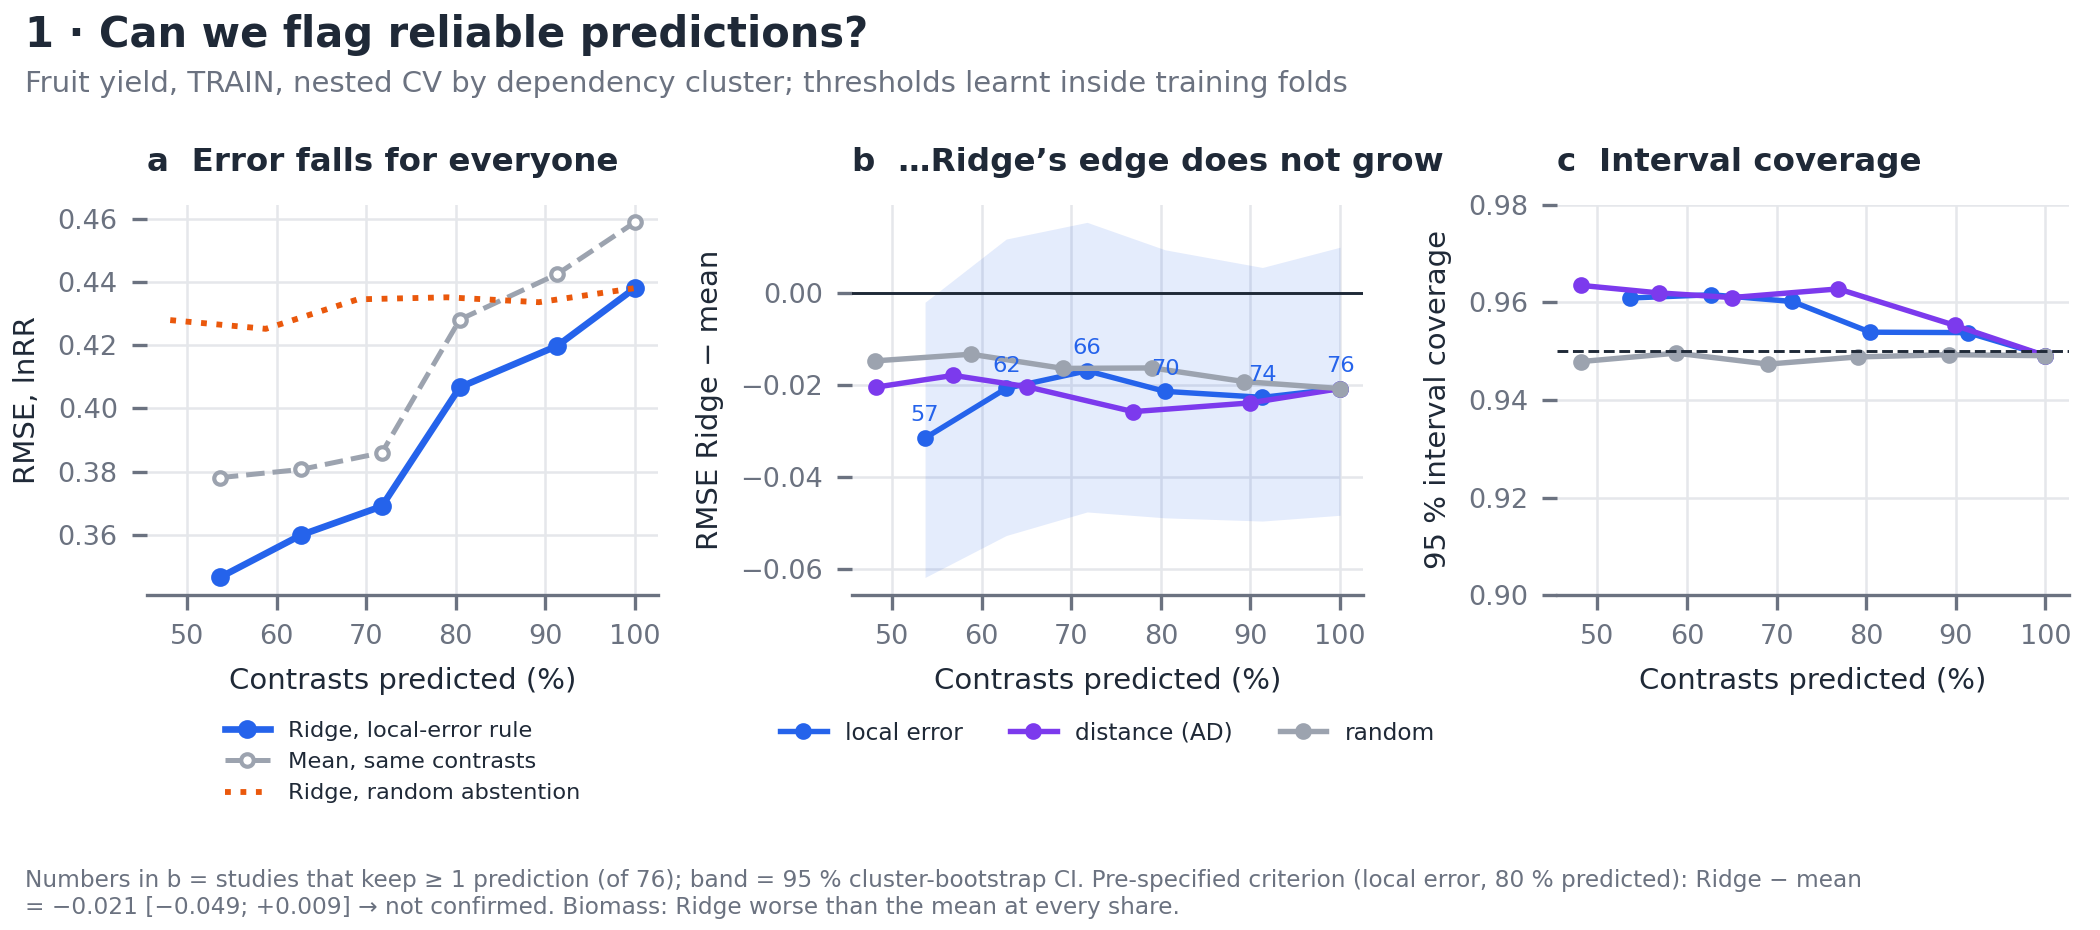 1 · Can we flag reliable predictions?
Fruit yield, TRAIN, nested CV by dependency cluster; thresholds learnt inside training folds
a Error falls for everyone
RMSE, lnRR
0.46
0.44
0.42
0.40
0.38
0.36
50 60 70 80 90 100
Contrasts predicted (%)
Ridge, local-error rule
Mean, same contrasts
Ridge, random abstention
b …Ridge’s edge does not grow
RMSE Ridge − mean
0.00
−0.02
−0.04
−0.06
57 62 66 70 74 76
50 60 70 80 90 100
Contrasts predicted (%)
local error distance (AD) random
c Interval coverage
95 % interval coverage
0.98
0.96
0.94
0.92
0.90
50 60 70 80 90 100
Contrasts predicted (%)
Numbers in b = studies that keep ≥ 1 prediction (of 76); band = 95 % cluster-bootstrap CI. Pre-specified criterion (local error, 80 % predicted): Ridge − mean
= −0.021 [−0.049; +0.009] → not confirmed. Biomass: Ridge worse than the mean at every share.